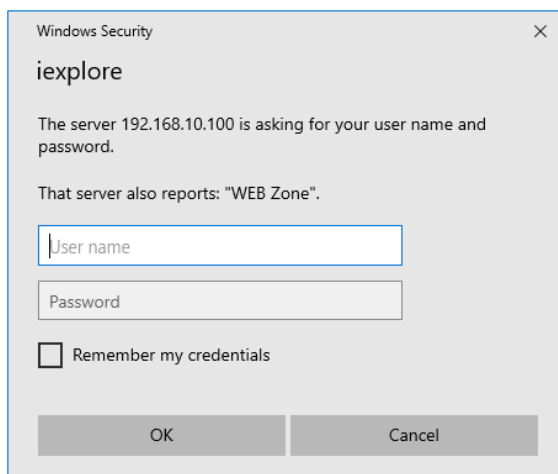 Windows Security
iexplore
The server 192.168.10.100 is asking for your user name and
password.
That server also reports: "WEB Zone".
User name
Password
Remember my credentials
OK Cancel